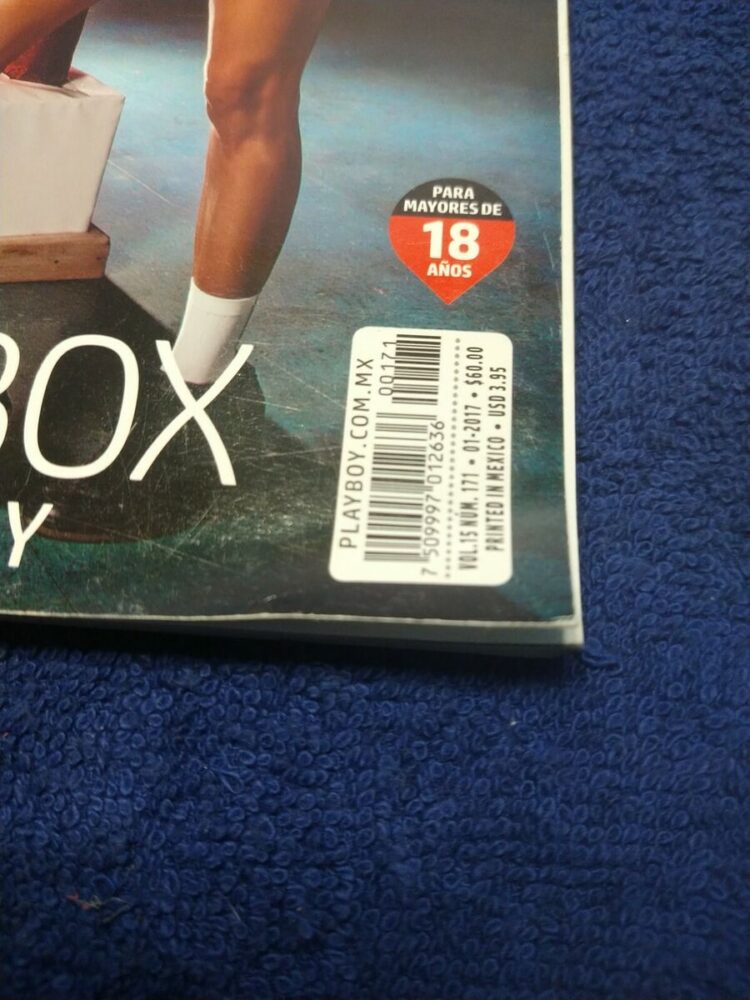 PARA
MAYORES DE
18
AÑOS
BOX
Y
PLAYBOY.COM.MX
00171
7 509997 012636
VOL.15 NÚM. 171 • 01-2017 • $60.00
PRINTED IN MEXICO • USD 3.95